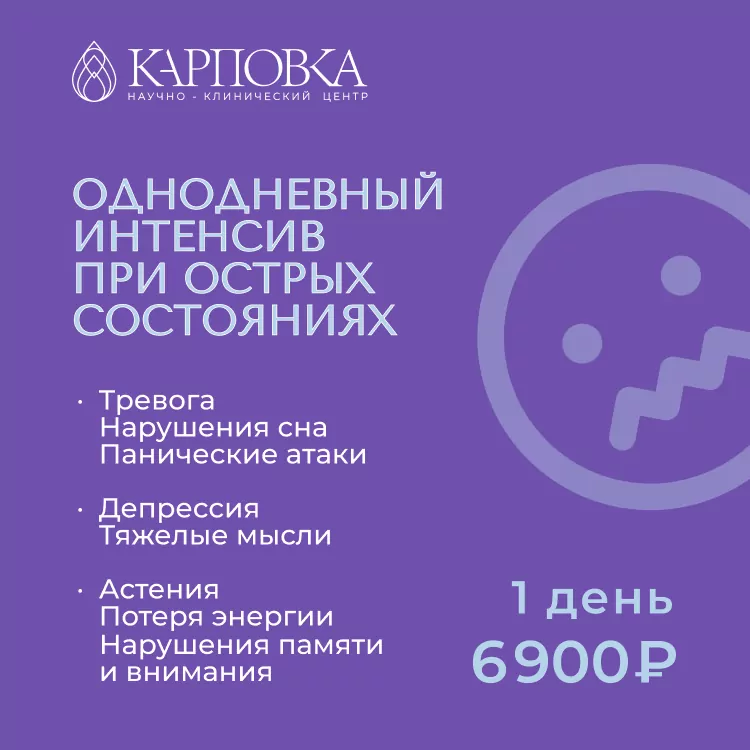 КАРПОВКА
НАУЧНО - КЛИНИЧЕСКИЙ ЦЕНТР
ОДНОДНЕВНЫЙ
ИНТЕНСИВ
ПРИ ОСТРЫХ
СОСТОЯНИЯХ
· Тревога
Нарушения сна
Панические атаки
· Депрессия
Тяжелые мысли
· Астения
Потеря энергии
Нарушения памяти
и внимания
1 день
6900₽